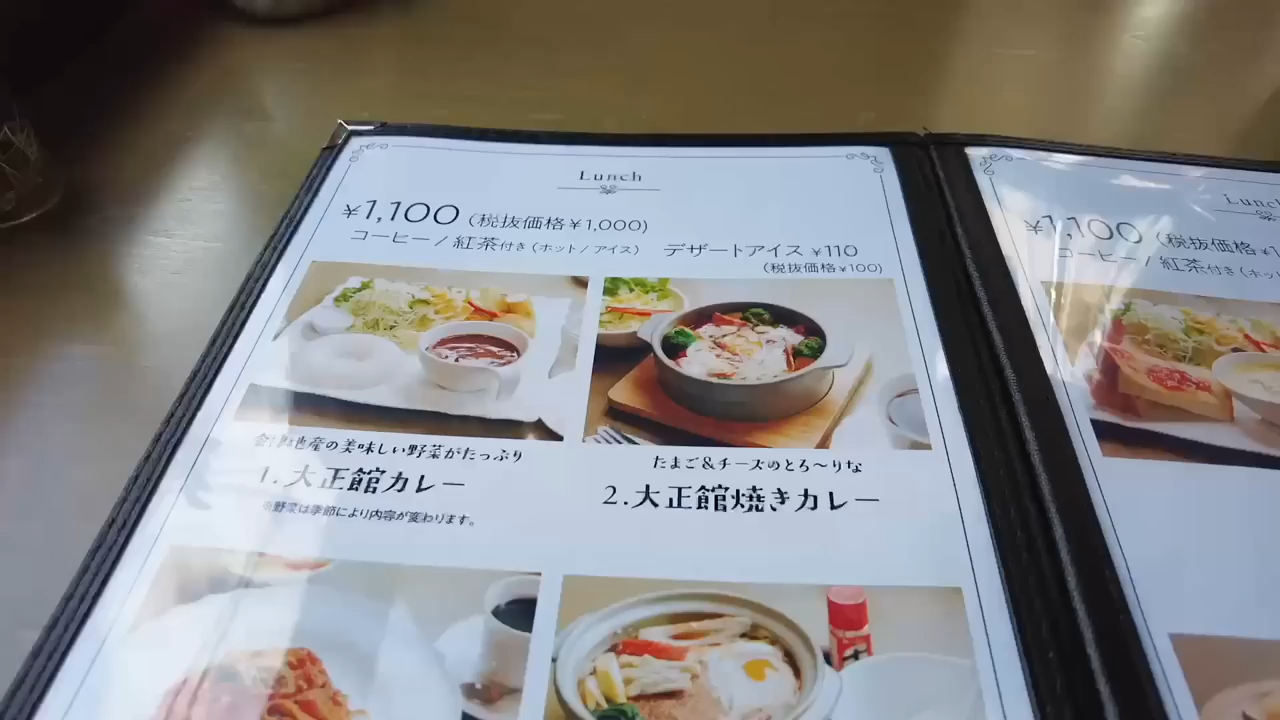 Lunch
¥1,100 (税抜価格¥1,000)
コーヒー / 紅茶付き (ホット / アイス) デザートアイス ¥110
(税抜価格¥100)
地産の美味しい野菜がたっぷり
1. 大正館カレー
※野菜は季節により内容が変わります。
たまご&チーズのとろ〜りな
2. 大正館焼きカレー
Lunch
¥1,100 (税抜価格
コーヒー / 紅茶付き (ホッ